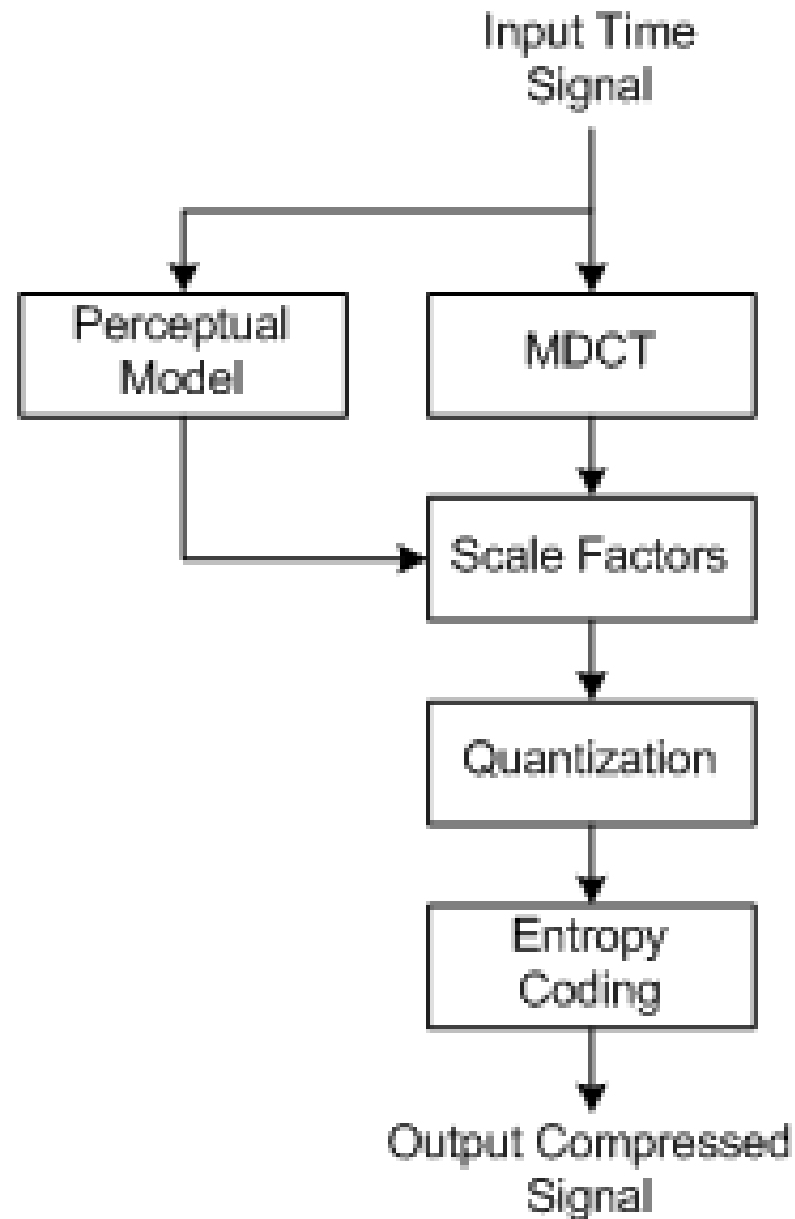 Input Time
Signal
Perceptual
Model
MDCT
Scale Factors
Quantization
Entropy
Coding
Output Compressed
Signal